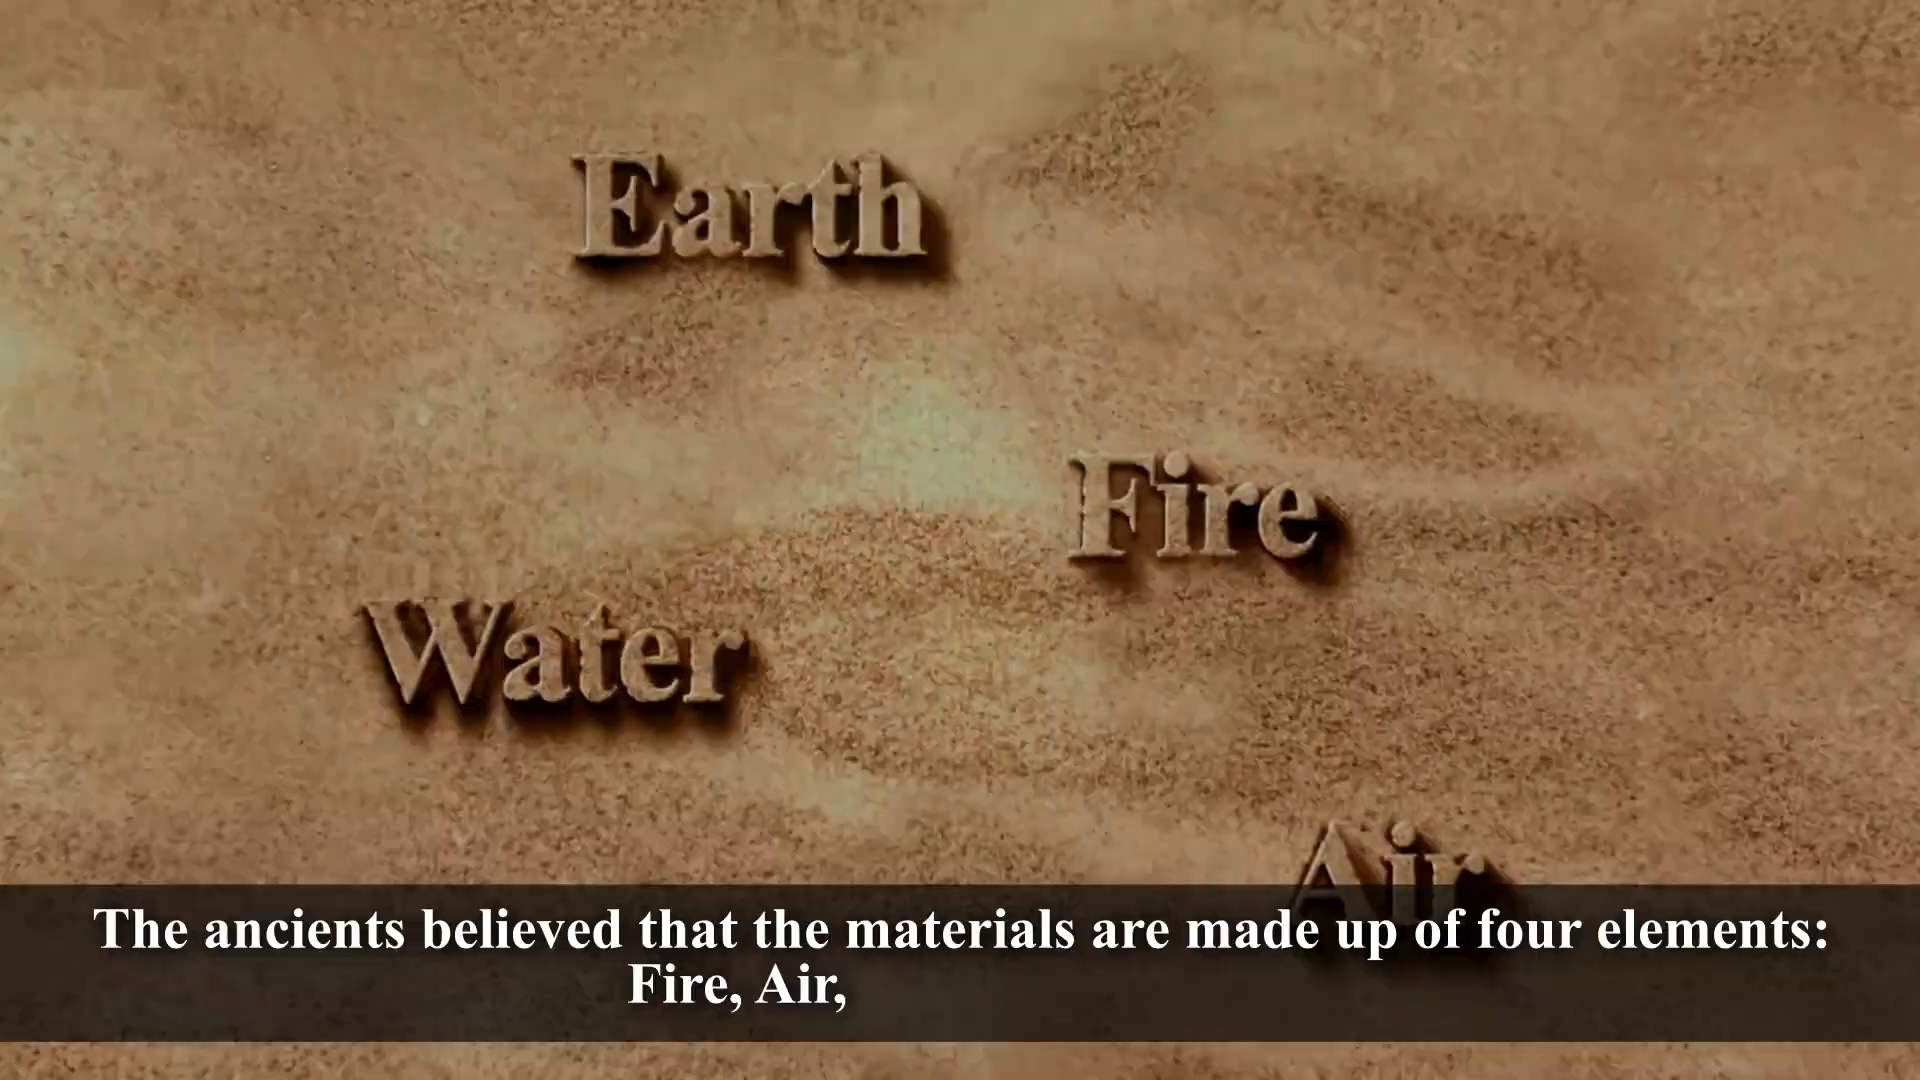 Earth
Fire
Water
Air
The ancients believed that the materials are made up of four elements:
Fire, Air,